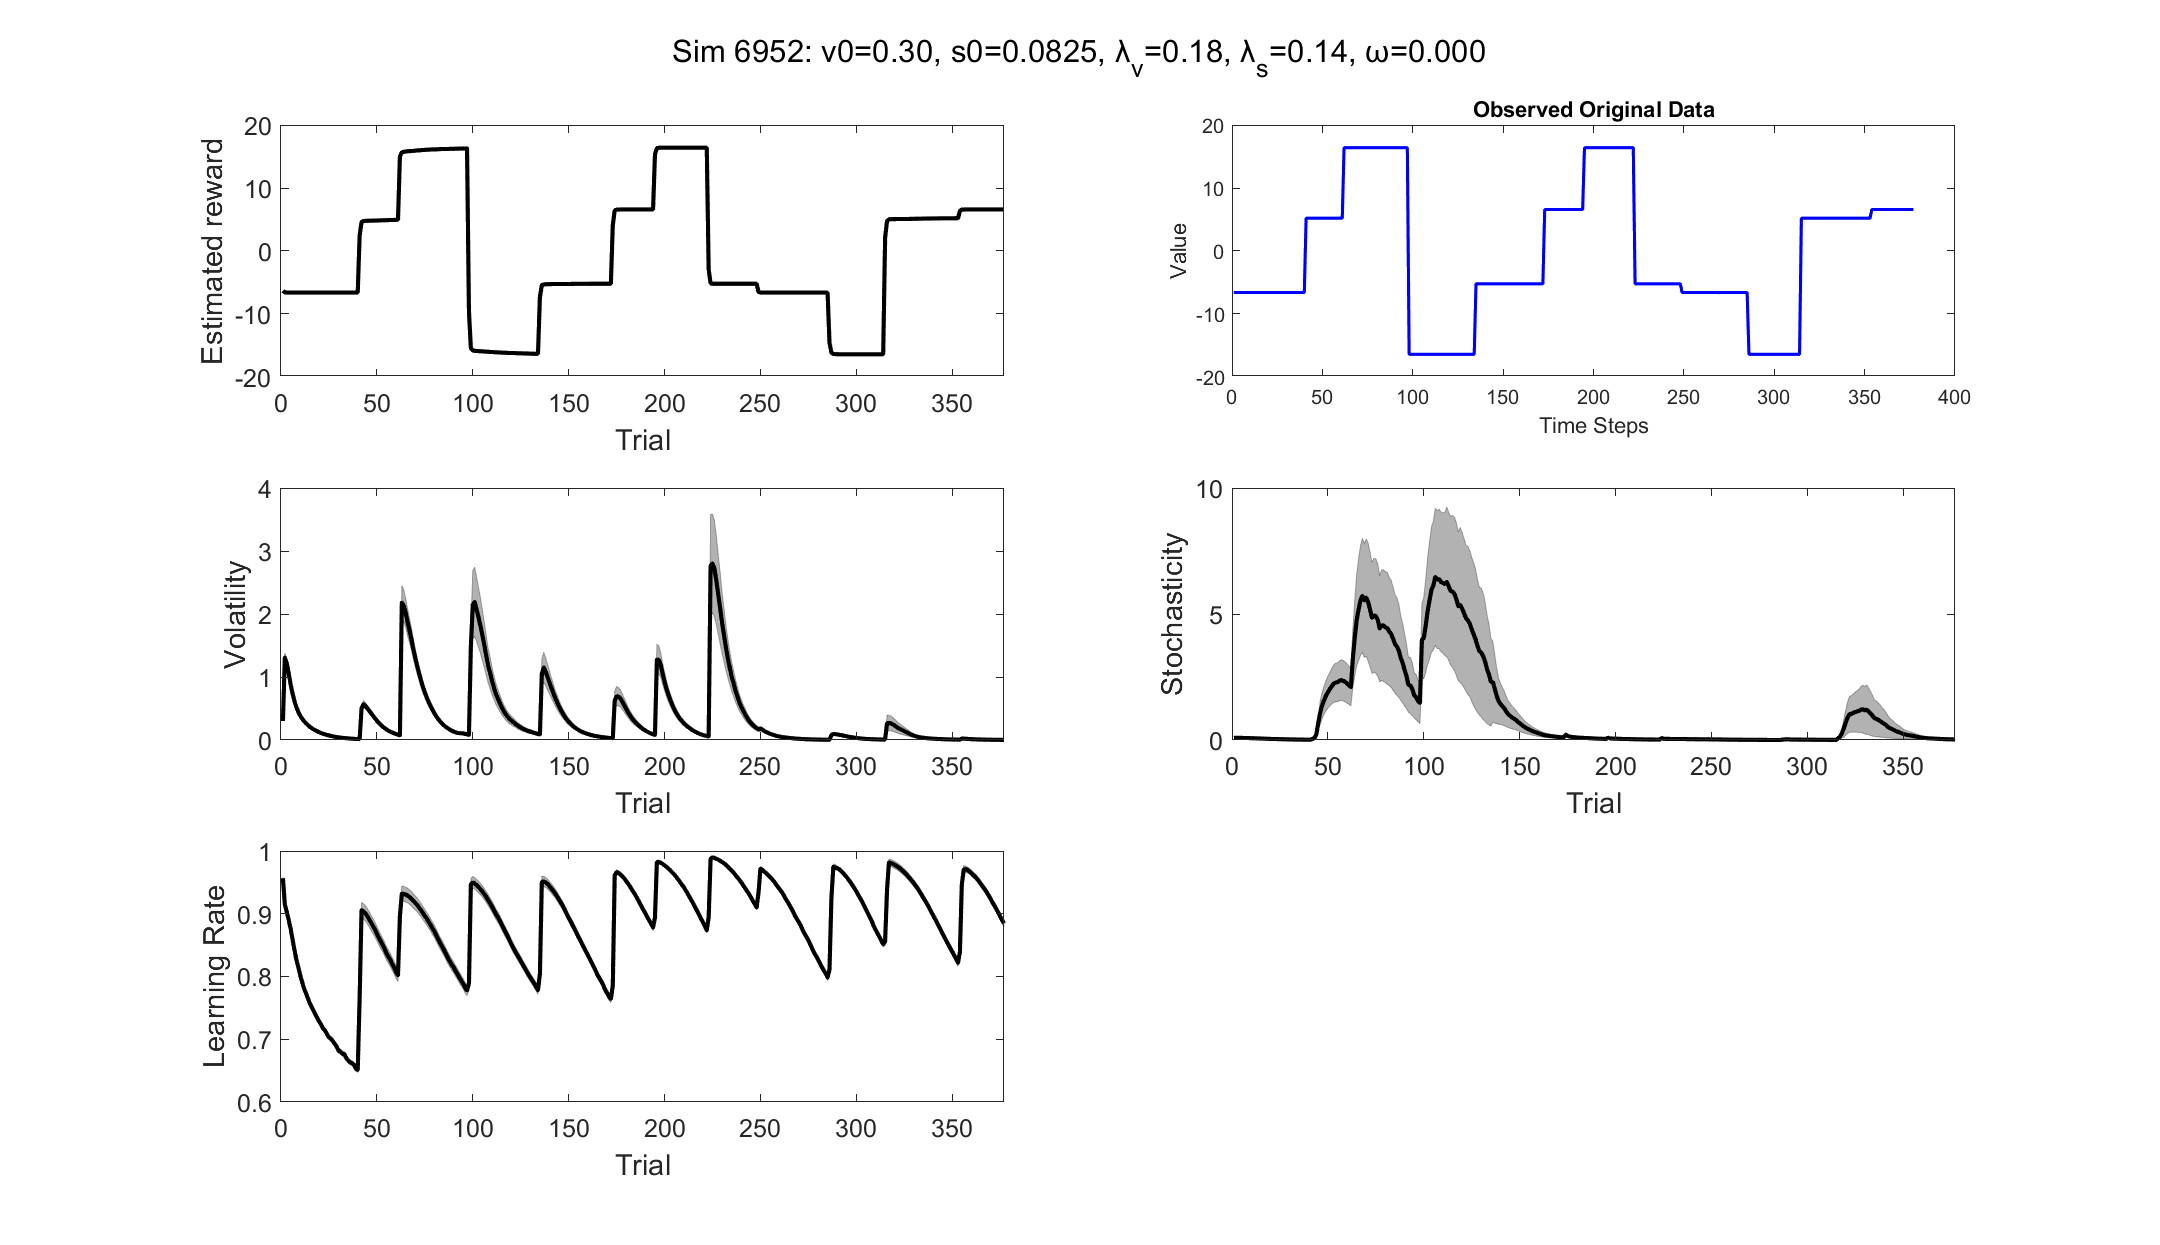 Sim 6952: v0=0.30, s0=0.0825, λv=0.18, λs=0.14, ω=0.000
Estimated reward
20
10
0
-10
-20
0 50 100 150 200 250 300 350
Trial
Observed Original Data
Value
20
10
0
-10
-20
0 50 100 150 200 250 300 350 400
Time Steps
Volatility
4
3
2
1
0
0 50 100 150 200 250 300 350
Trial
Stochasticity
10
5
0
0 50 100 150 200 250 300 350
Trial
Learning Rate
1
0.9
0.8
0.7
0.6
0 50 100 150 200 250 300 350
Trial